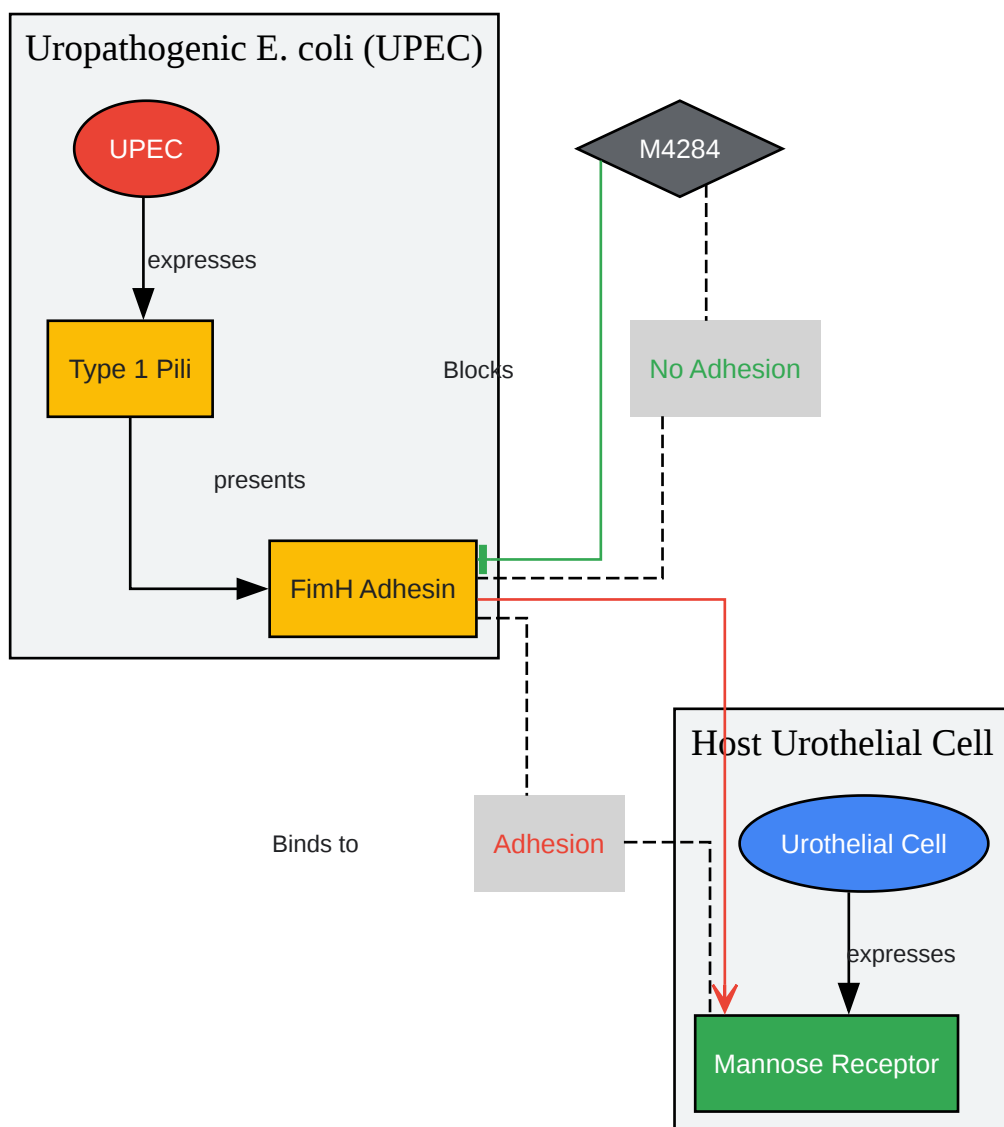 Uropathogenic E. coli (UPEC)
UPEC
M4284
expresses
Type 1 Pili
Blocks
No Adhesion
presents
FimH Adhesin
Host Urothelial Cell
Binds to
Adhesion
Urothelial Cell
expresses
Mannose Receptor